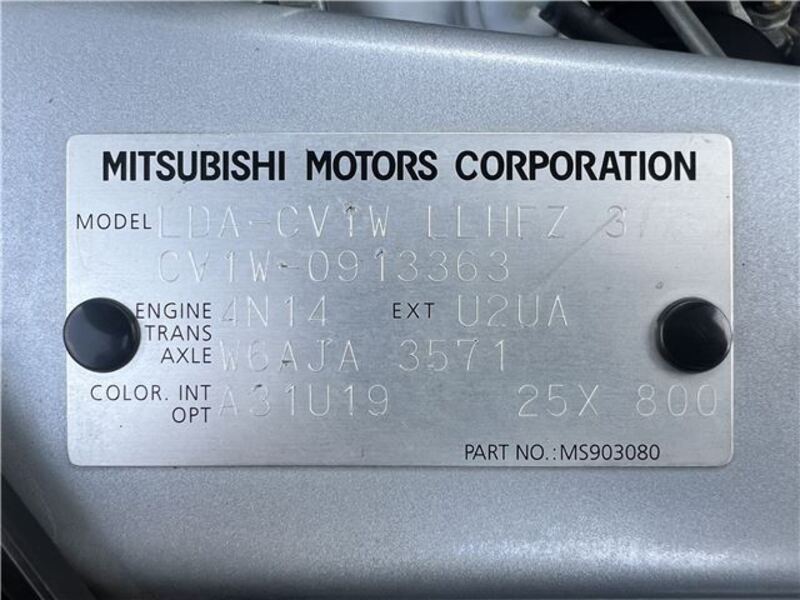 MITSUBISHI MOTORS CORPORATION
MODEL LDA-CV1W LLHFZ 3/
CV1W-0913363
ENGINE 4N14 EXT U2UA
TRANS
AXLE W6AJA 3571
COLOR. INT
OPT A31U19 25X 800
PART NO.:MS903080